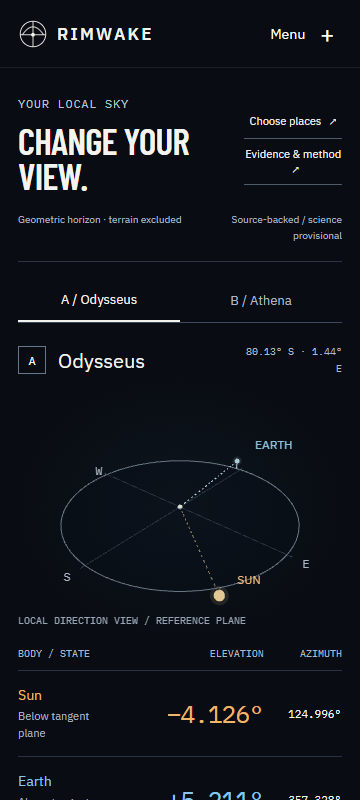 RIMWAKE
Menu +
YOUR LOCAL SKY
CHANGE YOUR
VIEW.
Choose places ↗
Evidence & method
↗
Geometric horizon · terrain excluded
Source-backed / science
provisional
A / Odysseus
B / Athena
A
Odysseus
80.13° S · 1.44°
E
EARTH
W
E
S
SUN
LOCAL DIRECTION VIEW / REFERENCE PLANE
BODY / STATE
ELEVATION
AZIMUTH
Sun
Below tangent
plane
−4.126°
124.996°
Earth